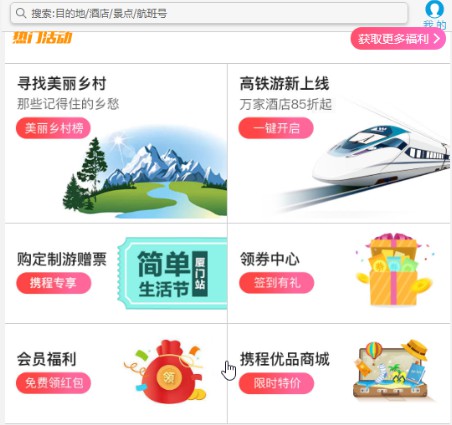 搜索:目的地/酒店/景点/航班号
我的
热门活动
获取更多福利
寻找美丽乡村
那些记得住的乡愁
美丽乡村榜
高铁游新上线
万家酒店85折起
一键开启
购定制游赠票
携程专享
简单
生活节
厦门站
领券中心
签到有礼
会员福利
免费领红包
领
携程优品商城
限时特价